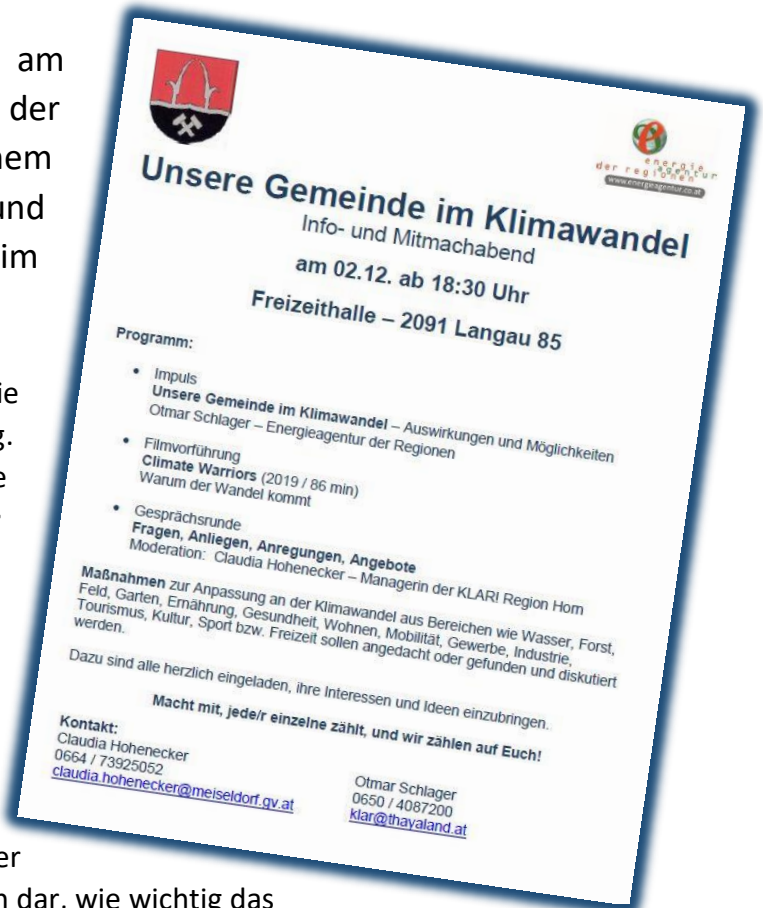 am
der
nem
und
im
ie
g.
e
er
dar, wie wichtig das
energie
agentur
der regionen
www.energieagentur.co.at
Unsere Gemeinde im Klimawandel
Info- und Mitmachabend
am 02.12. ab 18:30 Uhr
Freizeithalle – 2091 Langau 85
Programm:
• Impuls
Unsere Gemeinde im Klimawandel – Auswirkungen und Möglichkeiten
Otmar Schlager – Energieagentur der Regionen
• Filmvorführung
Climate Warriors (2019 / 86 min)
Warum der Wandel kommt
• Gesprächsrunde
Fragen, Anliegen, Anregungen, Angebote
Moderation: Claudia Hohenecker – Managerin der KLAR! Region Horn
Maßnahmen zur Anpassung an der Klimawandel aus Bereichen wie Wasser, Forst,
Feld, Garten, Ernährung, Gesundheit, Wohnen, Mobilität, Gewerbe, Industrie,
Tourismus, Kultur, Sport bzw. Freizeit sollen angedacht oder gefunden und diskutiert
werden.
Dazu sind alle herzlich eingeladen, ihre Interessen und Ideen einzubringen.
Macht mit, jede/r einzelne zählt, und wir zählen auf Euch!
Kontakt:
Claudia Hohenecker
0664 / 73925052
claudia.hohenecker@meiseldorf.gv.at
Otmar Schlager
0650 / 4087200
klar@thayaland.at